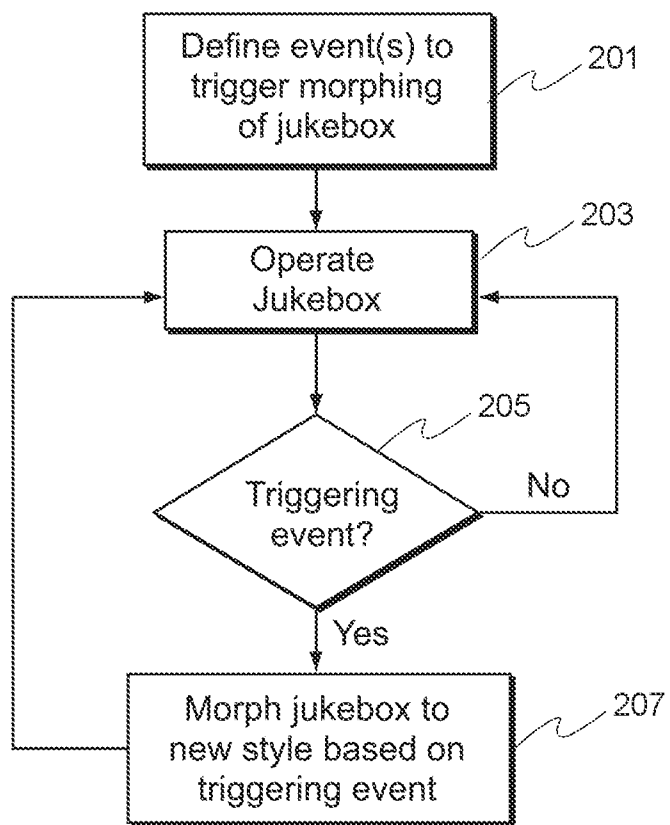 Define event(s) to
trigger morphing
of jukebox
201
203
Operate
Jukebox
205
Triggering
event?
No
Yes
Morph jukebox to
new style based on
triggering event
207